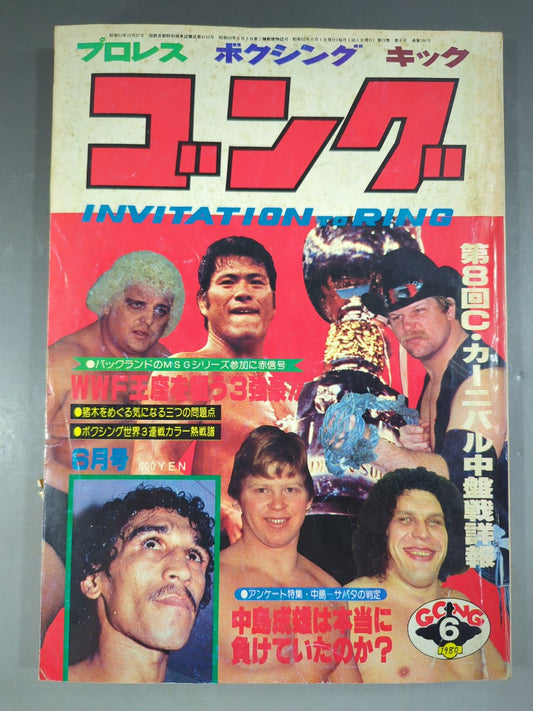 プロレス ボクシング キック
ゴング
INVITATION TO RING
第8回C・カーニバル中盤戦詳報
●バックランドのMSGシリーズ参加に赤信号
WWF王座を狙う3強豪
●猪木をめぐる気になる三つの問題点
●ボクシング世界3連戦カラー熱戦譜
6月号
600YEN
●アンケート特集・中島―サパタの判定
中島成雄は本当に
負けていたのか?
GONG
6
1980